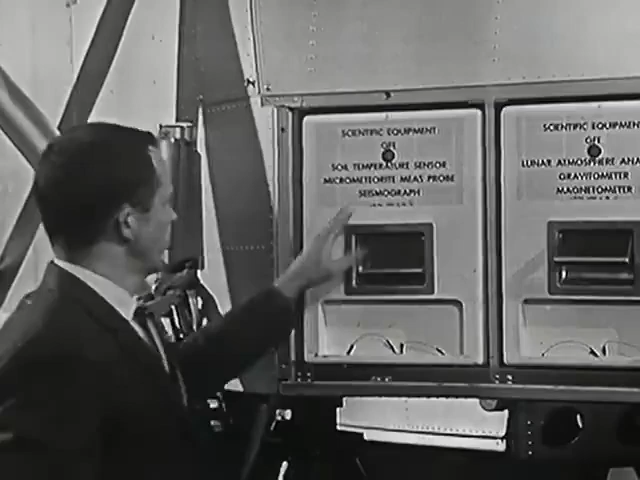 SCIENTIFIC EQUIPMENT
GFE
SOIL TEMPERATURE SENSOR
MICROMETEORITE MEAS PROBE
SEISMOGRAPH
SCIENTIFIC EQUIPMENT
GFE
LUNAR ATMOSPHERE ANA
GRAVITOMETER
MAGNETOMETER